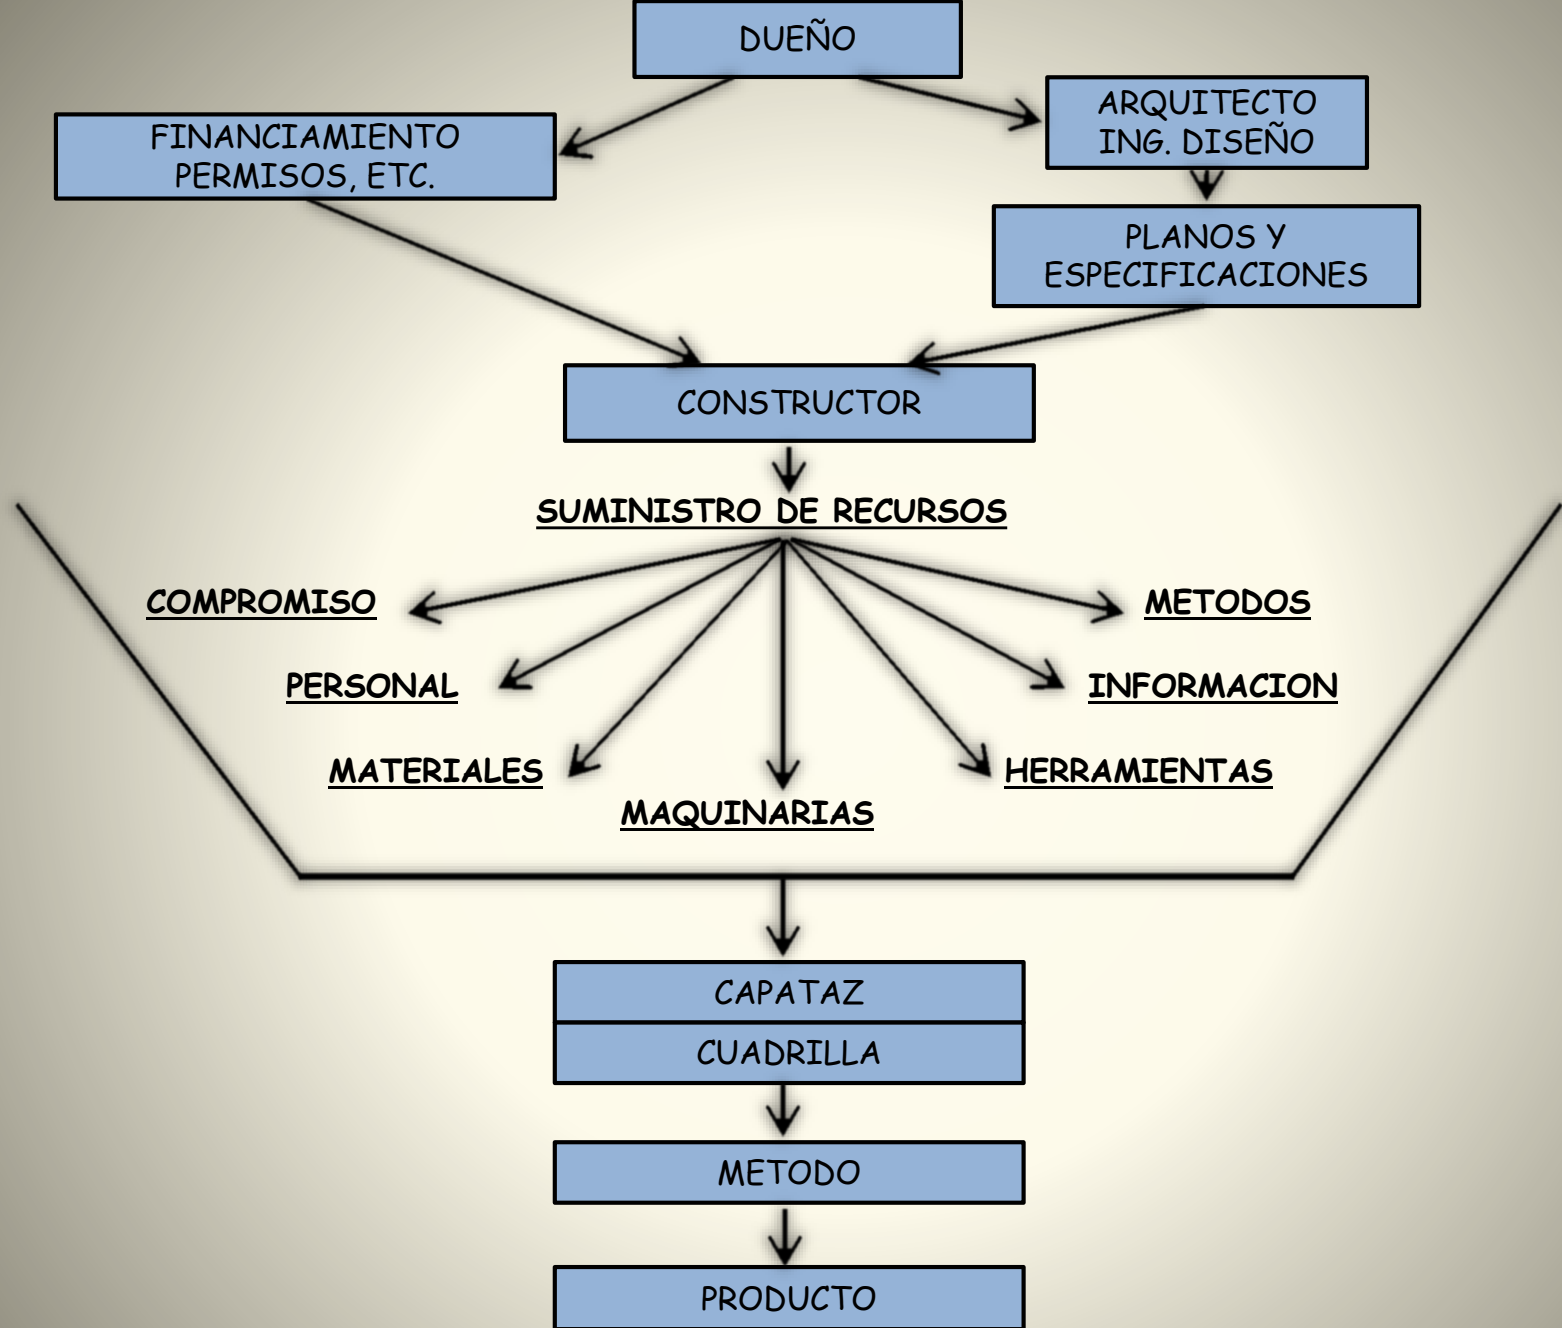 DUEÑO
FINANCIAMIENTO
PERMISOS, ETC.
ARQUITECTO
ING. DISEÑO
PLANOS Y
ESPECIFICACIONES
CONSTRUCTOR
SUMINISTRO DE RECURSOS
COMPROMISO
METODOS
PERSONAL
INFORMACION
MATERIALES
HERRAMIENTAS
MAQUINARIAS
CAPATAZ
CUADRILLA
METODO
PRODUCTO